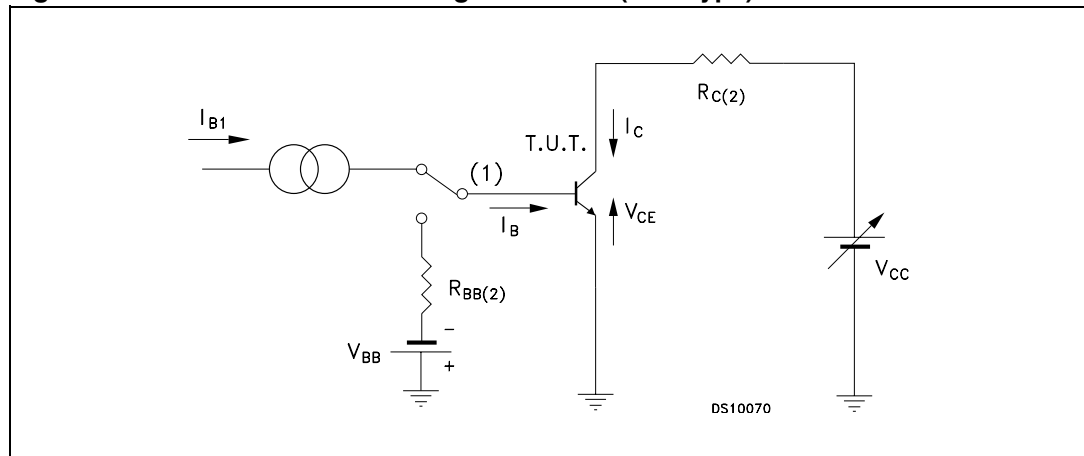 I_B1
R_C(2)
I_C
T.U.T.
(1)
I_B
V_CE
V_CC
R_BB(2)
−
V_BB
+
DS10070